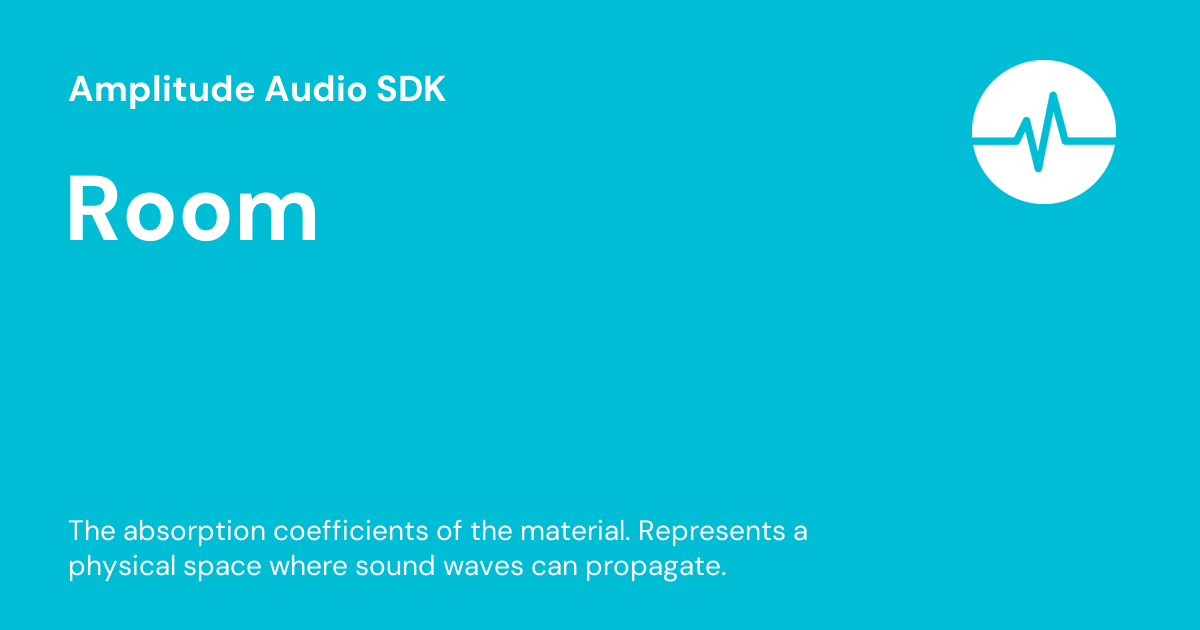 Amplitude Audio SDK
Room
The absorption coefficients of the material. Represents a
physical space where sound waves can propagate.